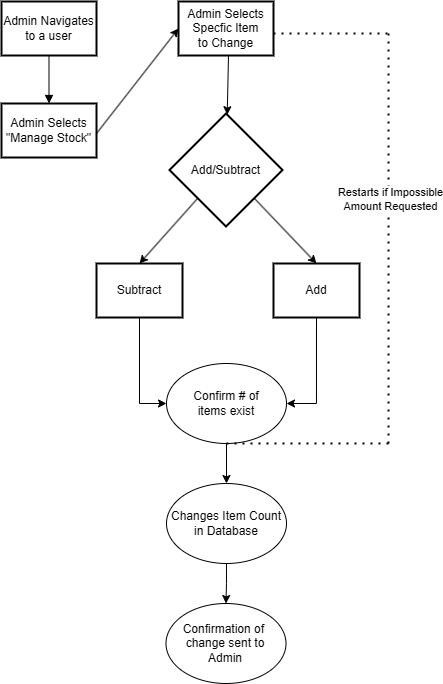 Admin Navigates
to a user
Admin Selects
Specfic Item
to Change
Admin Selects
"Manage Stock"
Add/Subtract
Restarts if Impossible
Amount Requested
Subtract
Add
Confirm # of
items exist
Changes Item Count
in Database
Confirmation of
change sent to
Admin